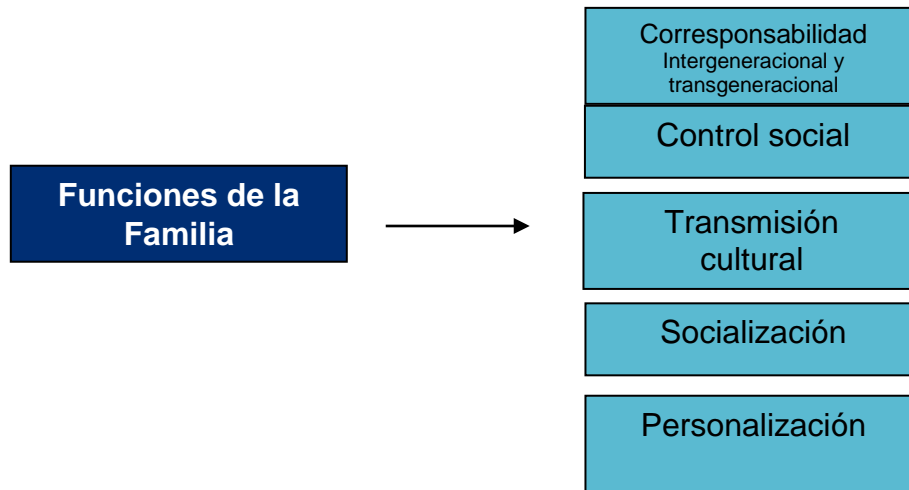 Funciones de la
Familia
Corresponsabilidad
Intergeneracional y
transgeneracional
Control social
Transmisión
cultural
Socialización
Personalización